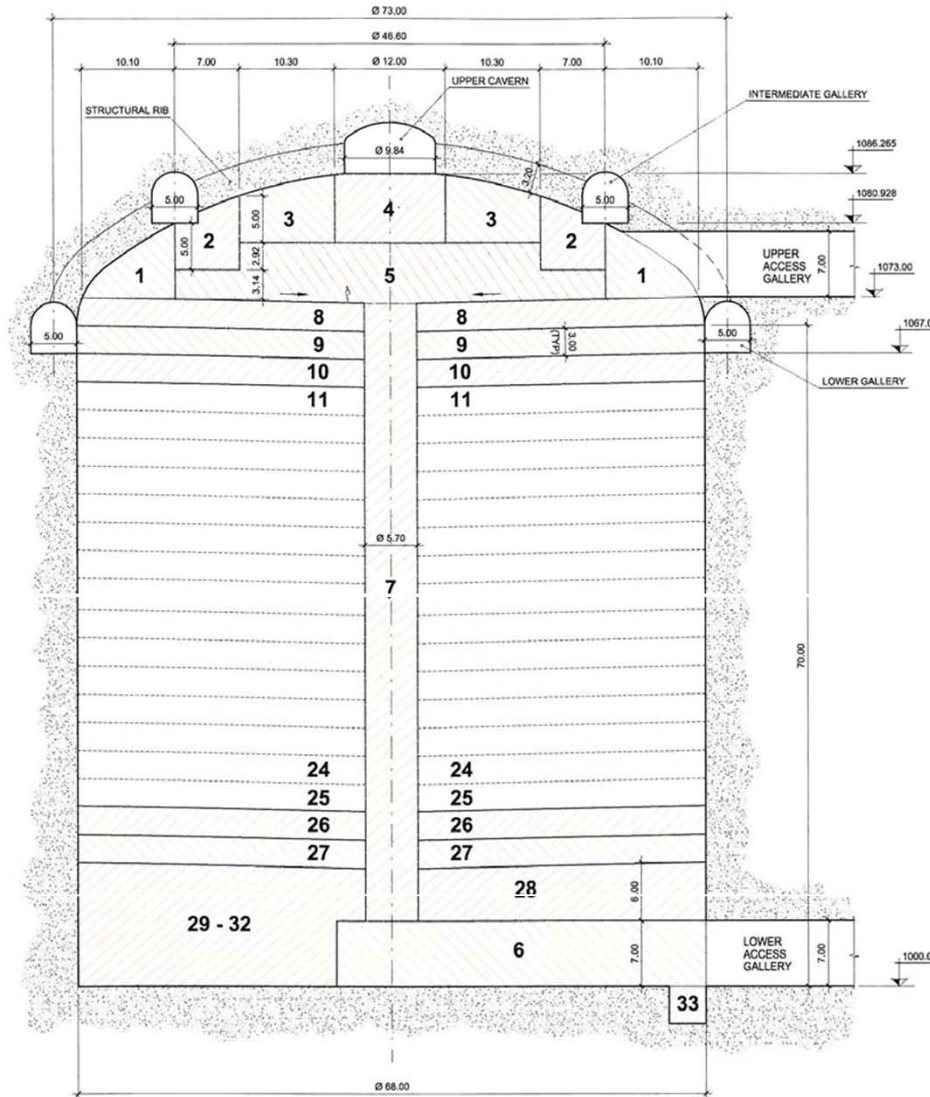 Ø 73.00
Ø 46.60
10.10 7.00 10.30 Ø 12.00 10.30 7.00 10.10
UPPER CAVERN
INTERMEDIATE GALLERY
STRUCTURAL RIB
1086.265
Ø 9.84
3.20
5.00 5.00
1080.928
5.00
3 4 3
2 2
5.00
UPPER
ACCESS
GALLERY
7.00
2.92
1 5 1
1073.00
3.14
8 8
5.00 5.00
1067.0
9 9
3.00
(TYP)
10 10
LOWER GALLERY
11 11
Ø 5.70
7
70.00
24 24
25 25
26 26
27 27
28
6.00
29 - 32
6
7.00
LOWER
ACCESS
GALLERY
7.00
1000.0
33
Ø 68.00